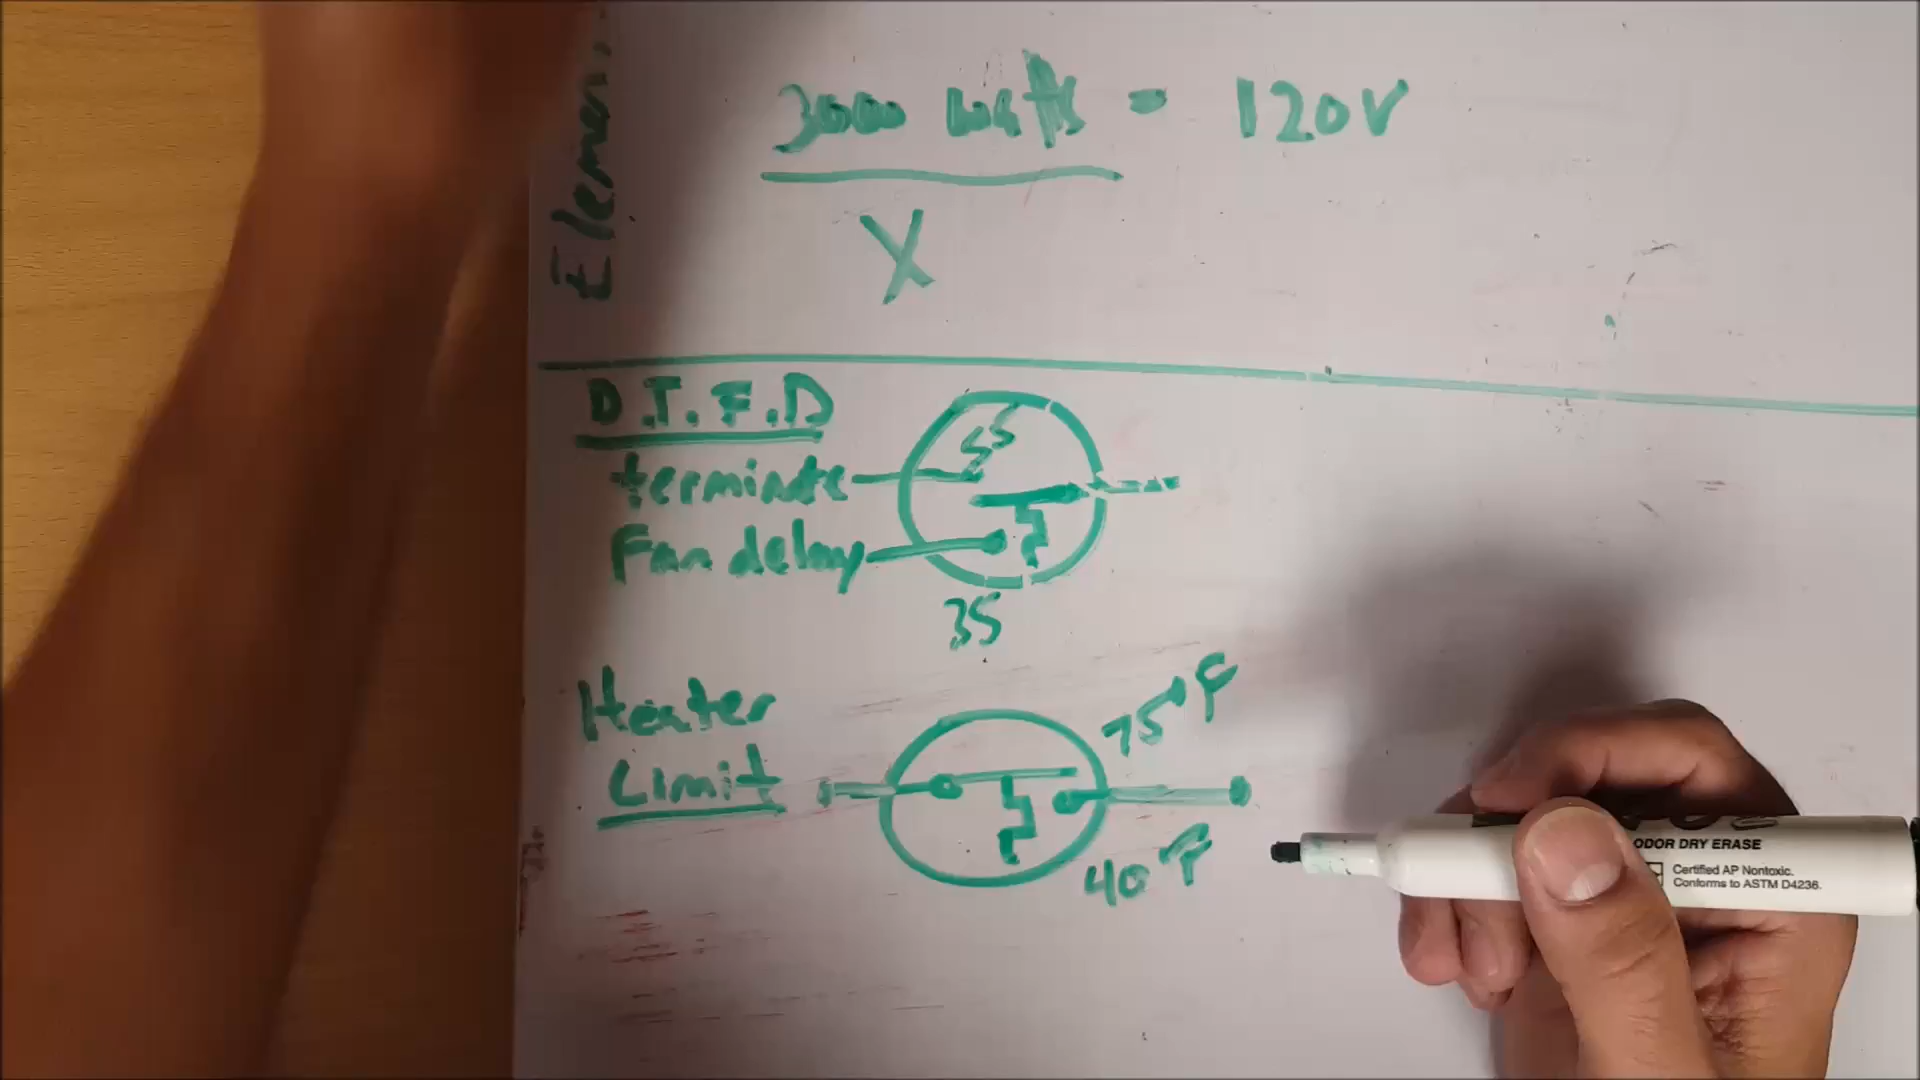 Elemen
3000 watts = 120V
X
D.T.F.D
55
terminate
Fan delay
35
Heater
Limit
75°F
40°F
ODOR DRY ERASE
Certified AP Nontoxic.
Conforms to ASTM D4236.